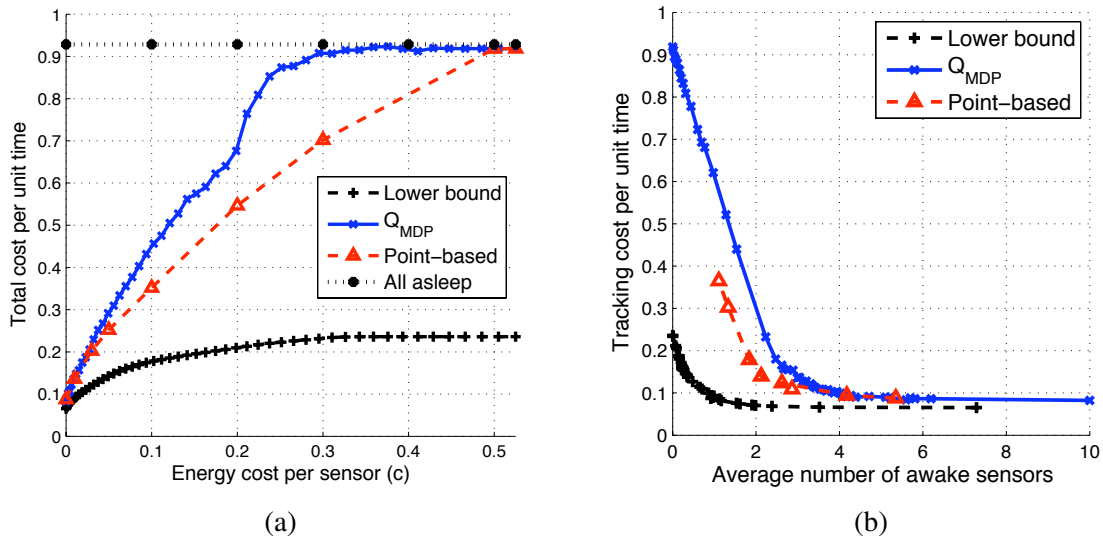 1
0.9
0.8
0.7
0.6
0.5
0.4
0.3
0.2
0.1
0
0
0.1
0.2
0.3
0.4
0.5
Total cost per unit time
Energy cost per sensor (c)
Lower bound
QMDP
Point-based
All asleep
(a)
1
0.9
0.8
0.7
0.6
0.5
0.4
0.3
0.2
0.1
0
0
2
4
6
8
10
Tracking cost per unit time
Average number of awake sensors
Lower bound
QMDP
Point-based
(b)